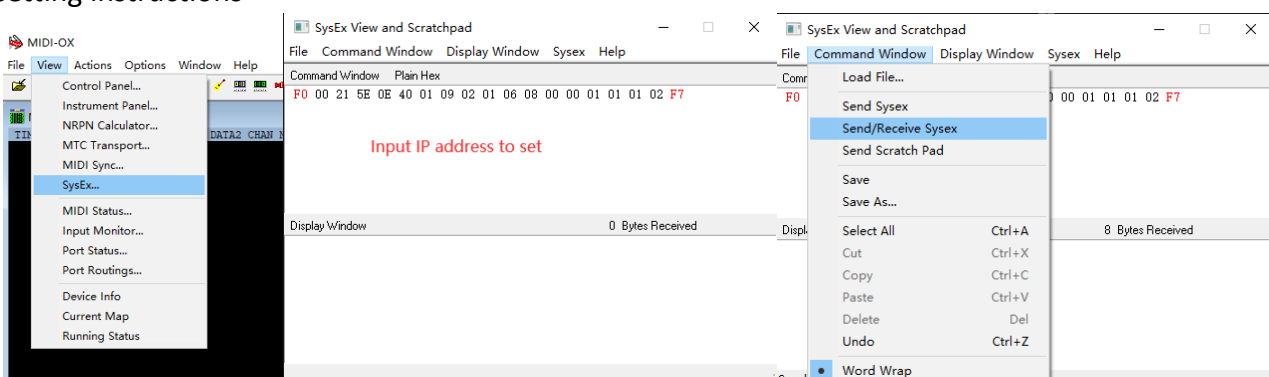 MIDI-OX
File View Actions Options Window Help
Control Panel...
Instrument Panel...
NRPN Calculator...
MTC Transport...
MIDI Sync...
SysEx...
MIDI Status...
Input Monitor...
Port Status...
Port Routings...
Device Info
Current Map
Running Status
DATA2 CHAN
SysEx View and Scratchpad
File Command Window Display Window Sysex Help
Command Window Plain Hex
F0 00 21 5E 0E 40 01 09 02 01 06 08 00 00 01 01 01 02 F7
Input IP address to set
Display Window 0 Bytes Received
SysEx View and Scratchpad
File Command Window Display Window Sysex Help
F0
00 01 01 01 02 F7
Load File...
Send Sysex
Send/Receive Sysex
Send Scratch Pad
Save
Save As...
Select All Ctrl+A
Cut Ctrl+X
Copy Ctrl+C
Paste Ctrl+V
Delete Del
Undo Ctrl+Z
Word Wrap
8 Bytes Received